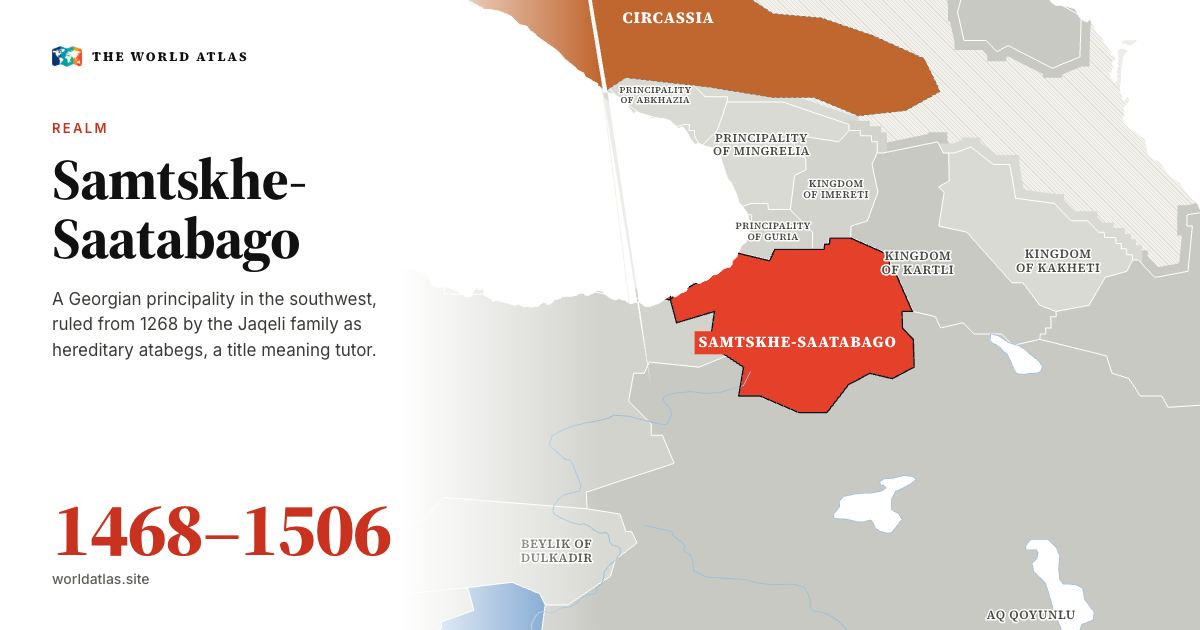 THE WORLD ATLAS
REALM
Samtskhe-
Saatabago
A Georgian principality in the southwest,
ruled from 1268 by the Jaqeli family as
hereditary atabegs, a title meaning tutor.
1468–1506
worldatlas.site
CIRCASSIA
PRINCIPALITY
OF ABKHAZIA
PRINCIPALITY
OF MINGRELIA
KINGDOM
OF IMERETI
PRINCIPALITY
OF GURIA
KINGDOM
OF KARTLI
KINGDOM
OF KAKHETI
SAMTSKHE-SAATABAGO
BEYLIK OF
DULKADIR
AQ QOYUNLU